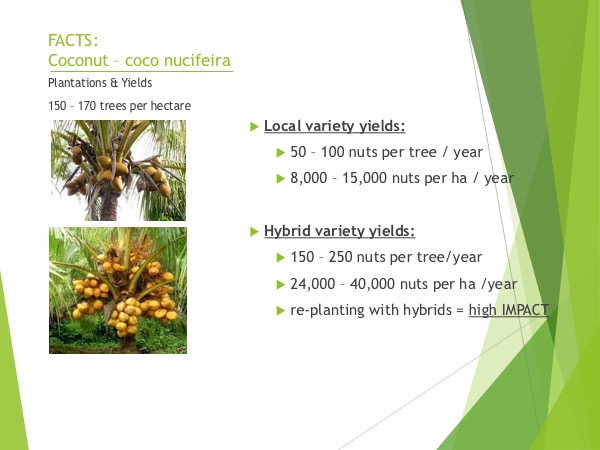 FACTS:
Coconut – coco nucifeira
Plantations & Yields
150 – 170 trees per hectare
Local variety yields:
50 – 100 nuts per tree / year
8,000 – 15,000 nuts per ha / year
Hybrid variety yields:
150 – 250 nuts per tree/year
24,000 – 40,000 nuts per ha /year
re-planting with hybrids = high IMPACT